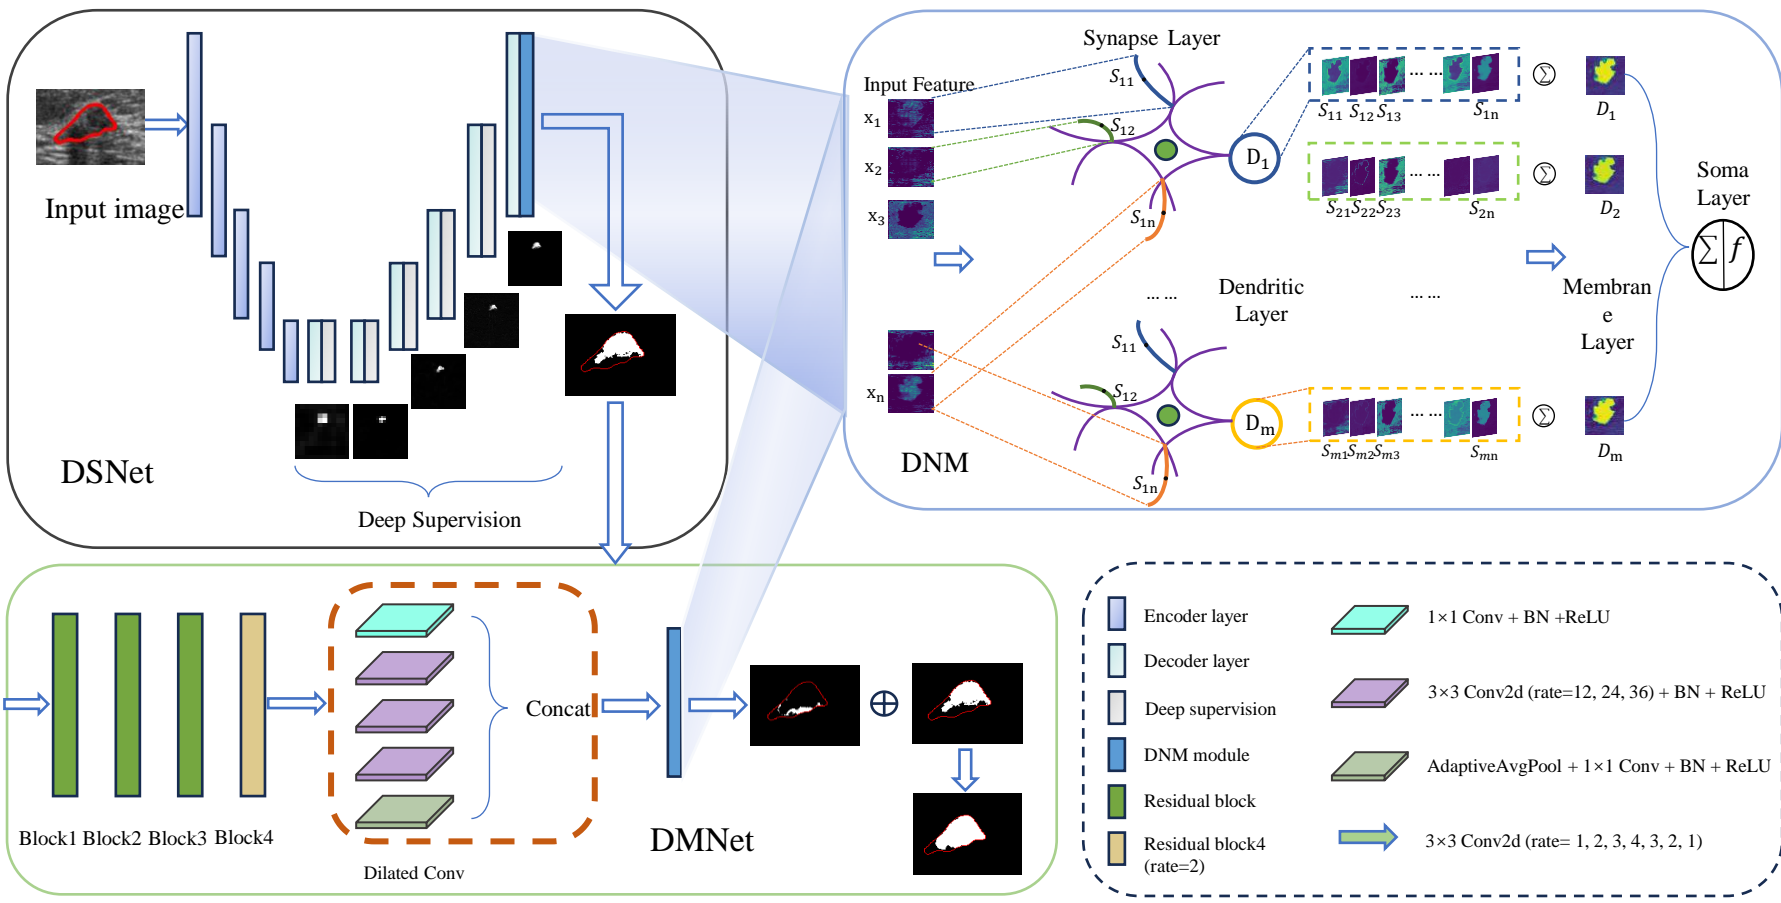 Input image
DSNet
Deep Supervision
Synapse Layer
Input Feature
x1
x2
x3
xn
S11
S12
S1n
D1
S11 S12 S13 ... ... S1n
Σ
D1
S21 S22 S23 ... ... S2n
Σ
D2
Soma
Layer
Σ f
... ...
Dendritic
Layer
... ...
Membran
e
Layer
S11
S12
S1n
Dm
Sm1 Sm2 Sm3 ... ... Smn
Σ
Dm
DNM
Block1 Block2 Block3 Block4
Concat
Dilated Conv
DMNet
Encoder layer
Decoder layer
Deep supervision
DNM module
Residual block
Residual block4
(rate=2)
1×1 Conv + BN +ReLU
3×3 Conv2d (rate=12, 24, 36) + BN + ReLU
AdaptiveAvgPool + 1×1 Conv + BN + ReLU
3×3 Conv2d (rate= 1, 2, 3, 4, 3, 2, 1)